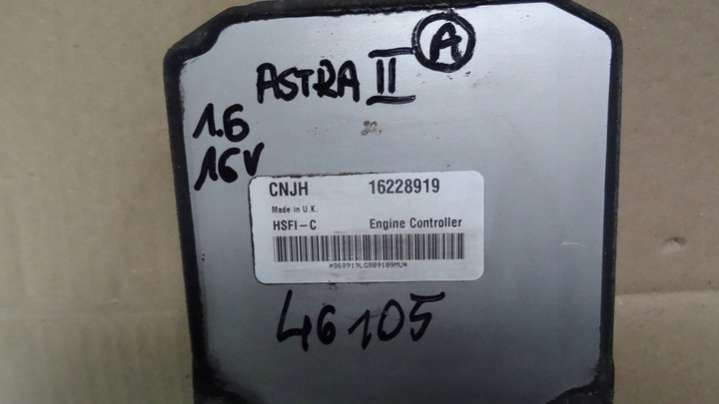 A
ASTRA II
1.6
16V
CNJH 16228919
Made in U.K.
HSFI-C Engine Controller
46105